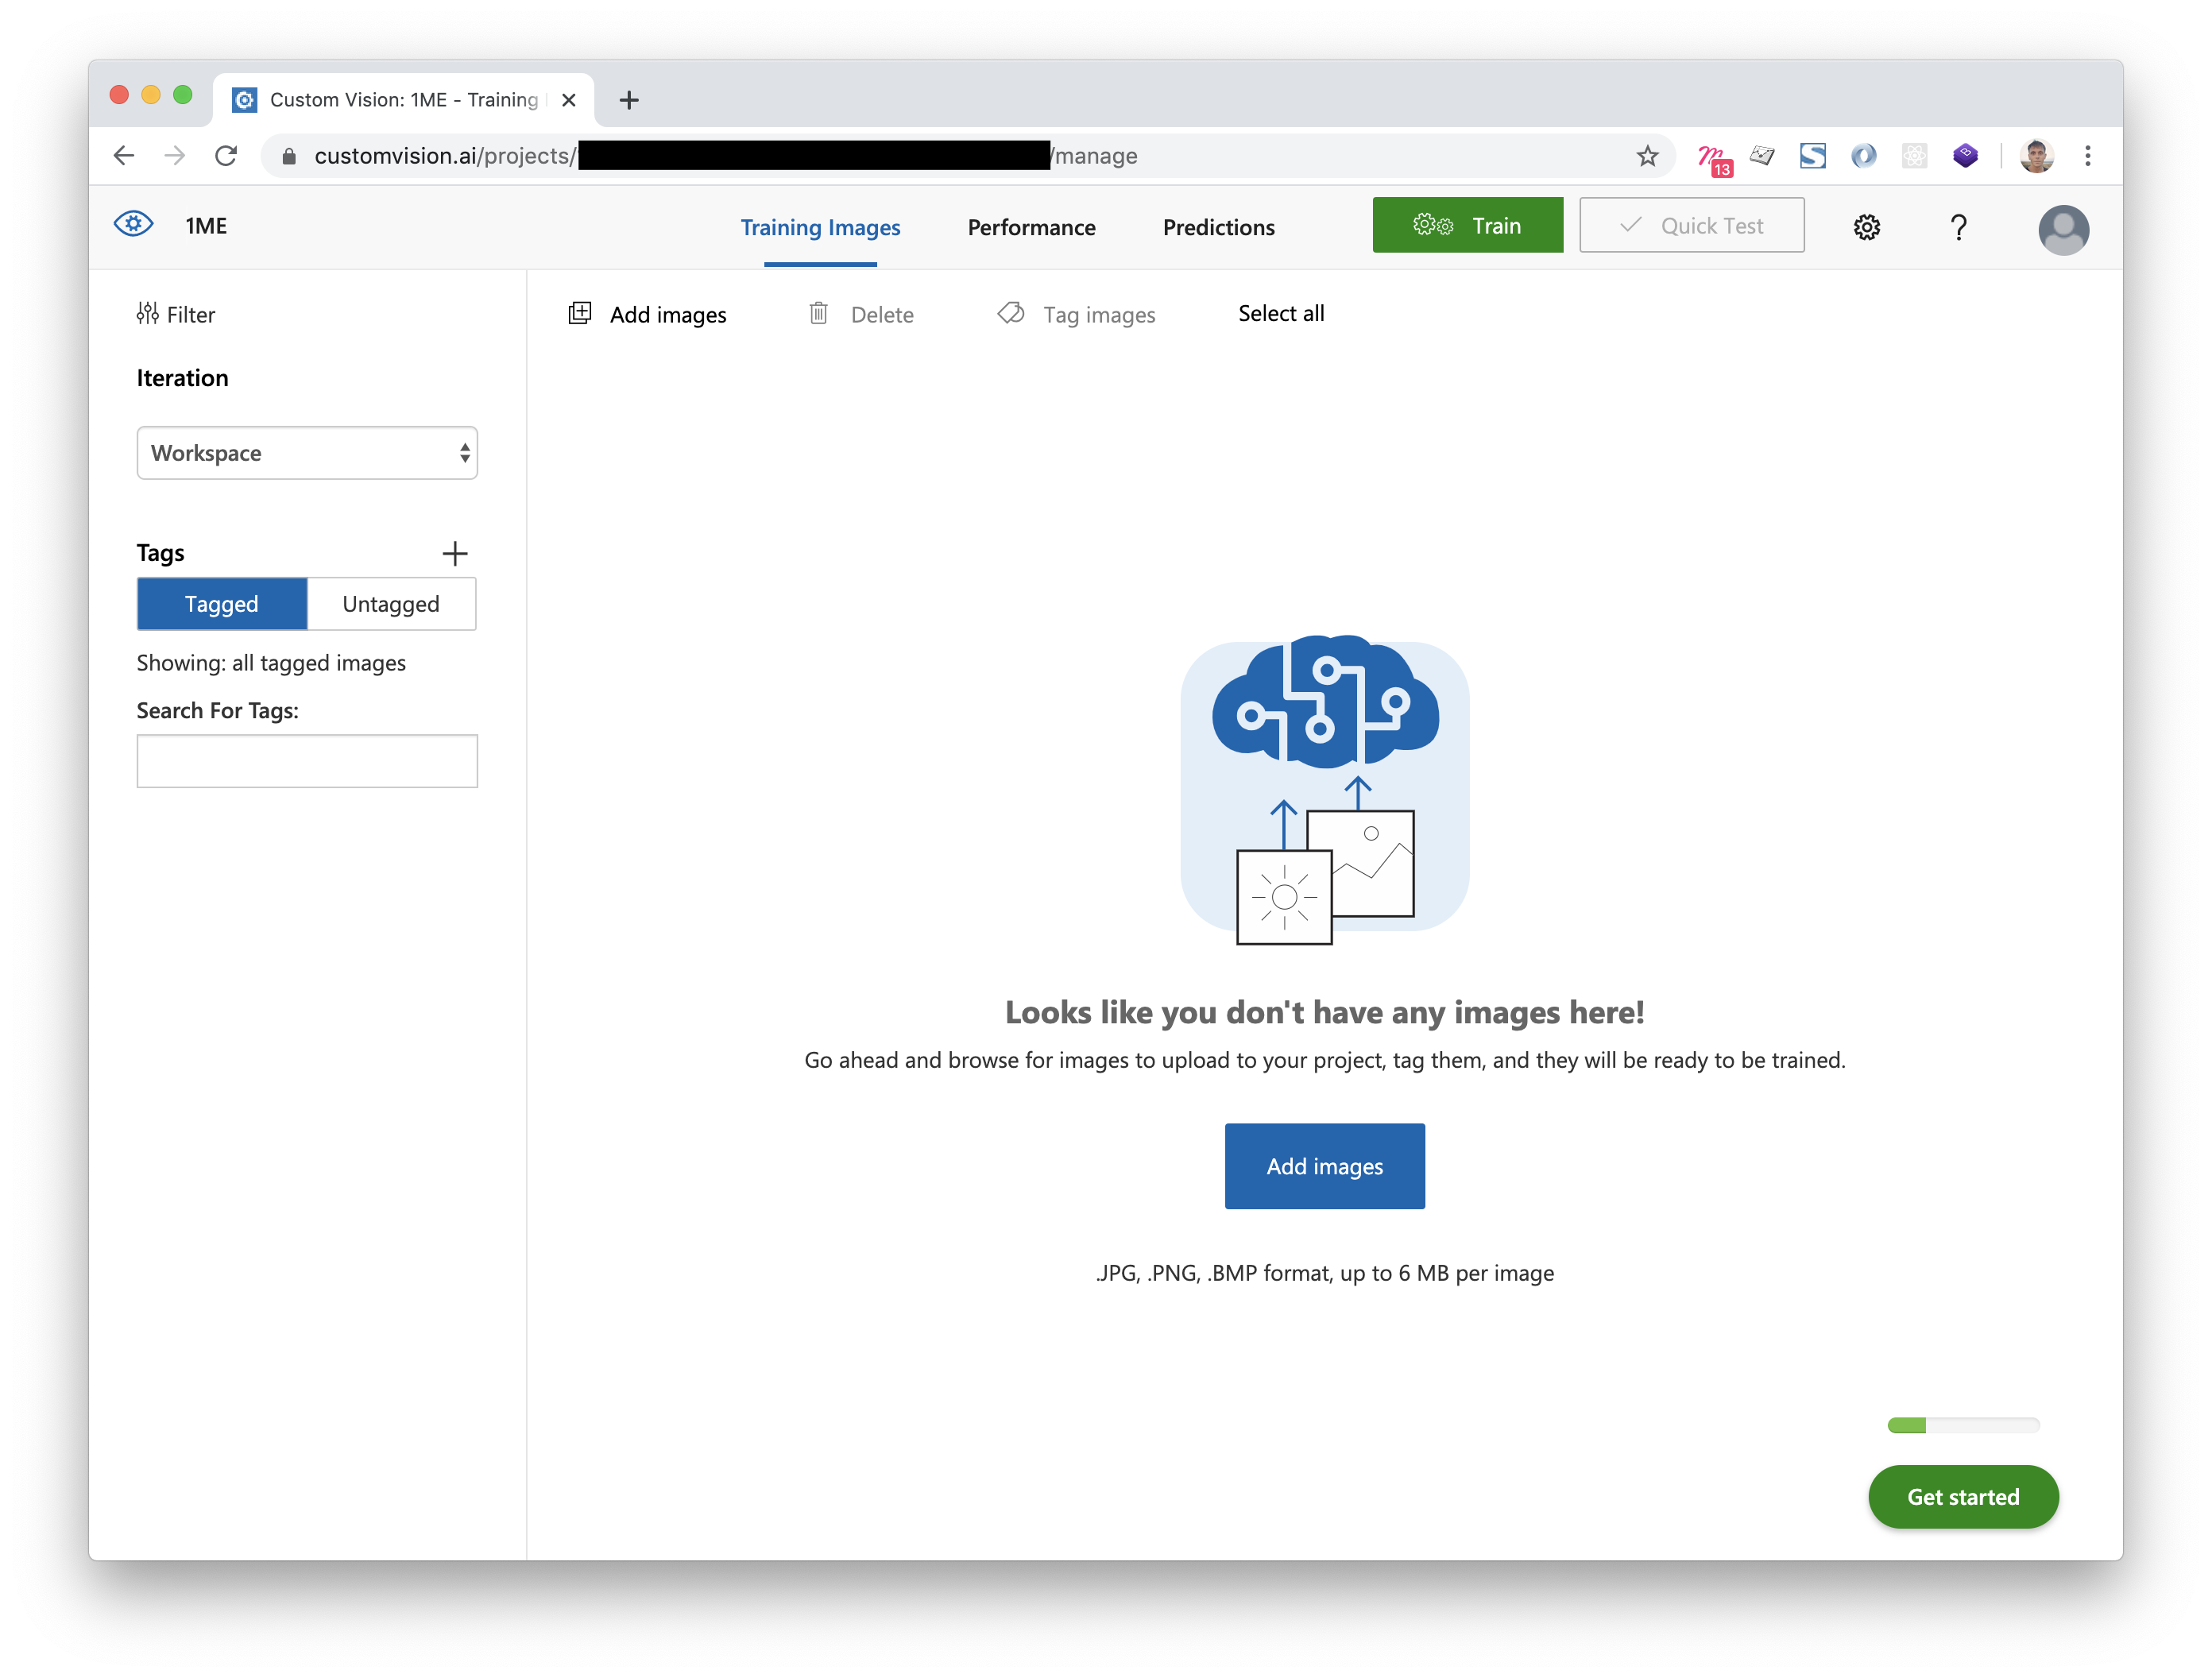 Custom Vision: 1ME - Training
customvision.ai/projects/ /manage
13
1ME
Training Images
Performance
Predictions
Train
Quick Test
?
Filter
Add images
Delete
Tag images
Select all
Iteration
Workspace
Tags
Tagged
Untagged
Showing: all tagged images
Search For Tags:
Looks like you don't have any images here!
Go ahead and browse for images to upload to your project, tag them, and they will be ready to be trained.
Add images
.JPG, .PNG, .BMP format, up to 6 MB per image
Get started